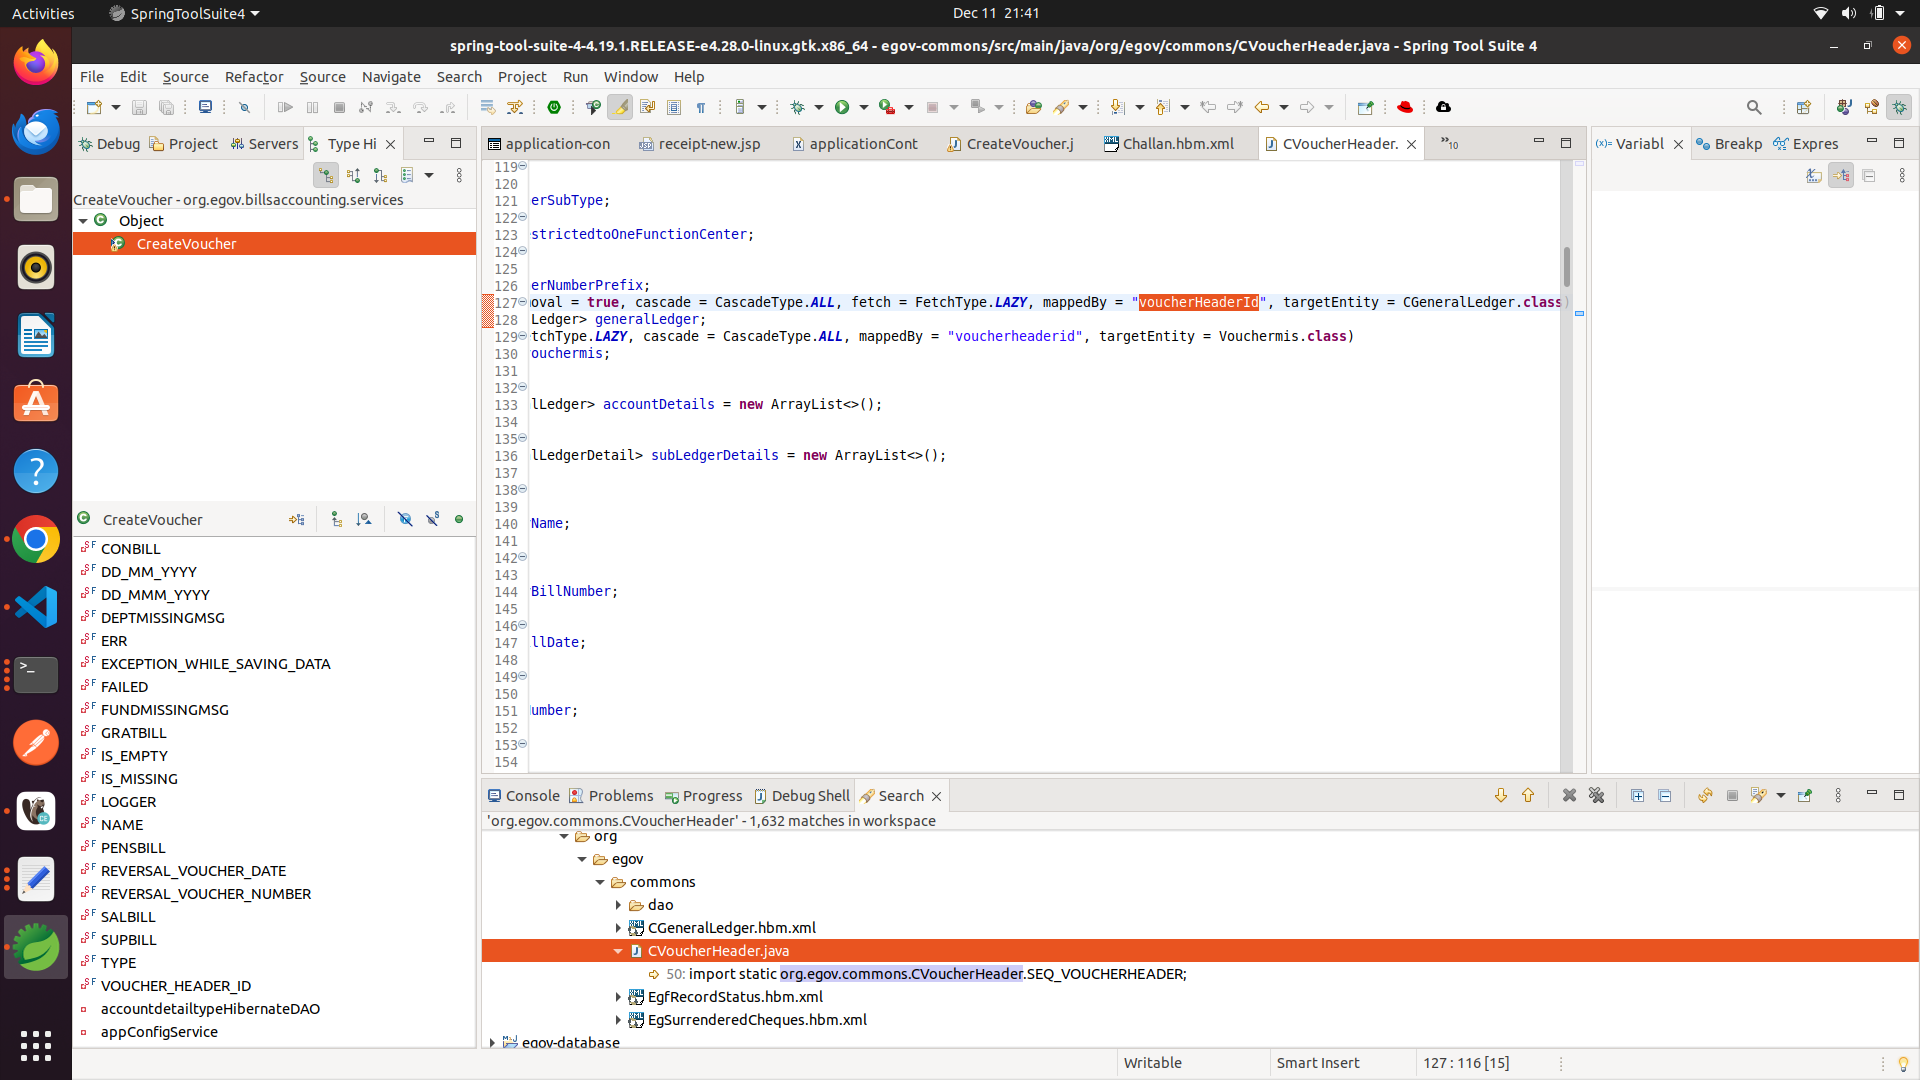 Activities
SpringToolSuite4
Dec 11 21:41
spring-tool-suite-4-4.19.1.RELEASE-e4.28.0-linux.gtk.x86_64 - egov-commons/src/main/java/org/egov/commons/CVoucherHeader.java - Spring Tool Suite 4
File Edit Source Refactor Source Navigate Search Project Run Window Help
Debug Project Servers Type Hi
CreateVoucher - org.egov.billsaccounting.services
Object
CreateVoucher
CreateVoucher
CONBILL
DD_MM_YYYY
DD_MMM_YYYY
DEPTMISSINGMSG
ERR
EXCEPTION_WHILE_SAVING_DATA
FAILED
FUNDMISSINGMSG
GRATBILL
IS_EMPTY
IS_MISSING
LOGGER
NAME
PENSBILL
REVERSAL_VOUCHER_DATE
REVERSAL_VOUCHER_NUMBER
SALBILL
SUPBILL
TYPE
VOUCHER_HEADER_ID
accountdetailtypeHibernateDAO
appConfigService
application-con receipt-new.jsp applicationCont CreateVoucher.j Challan.hbm.xml CVoucherHeader. »10
119
120
121 erSubType;
122
123 strictedtoOneFunctionCenter;
124
125
126 erNumberPrefix;
127 oval = true, cascade = CascadeType.ALL, fetch = FetchType.LAZY, mappedBy = "voucherHeaderId", targetEntity = CGeneralLedger.class)
128 Ledger> generalLedger;
129 tchType.LAZY, cascade = CascadeType.ALL, mappedBy = "voucherheaderid", targetEntity = Vouchermis.class)
130 ouchermis;
131
132
133 lLedger> accountDetails = new ArrayList<>();
134
135
136 lLedgerDetail> subLedgerDetails = new ArrayList<>();
137
138
139
140 Name;
141
142
143
144 BillNumber;
145
146
147 llDate;
148
149
150
151 umber;
152
153
154
Variabl Breakp Expres
Console Problems Progress Debug Shell Search
'org.egov.commons.CVoucherHeader' - 1,632 matches in workspace
org
egov
commons
dao
CGeneralLedger.hbm.xml
CVoucherHeader.java
50: import static org.egov.commons.CVoucherHeader.SEQ_VOUCHERHEADER;
EgfRecordStatus.hbm.xml
EgSurrenderedCheques.hbm.xml
egov-database
Writable Smart Insert 127 : 116 [15]